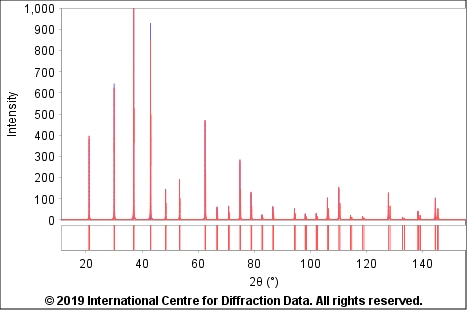 1,000
900
800
700
600
500
400
300
200
100
0
Intensity
20 40 60 80 100 120 140
2θ (°)
© 2019 International Centre for Diffraction Data. All rights reserved.